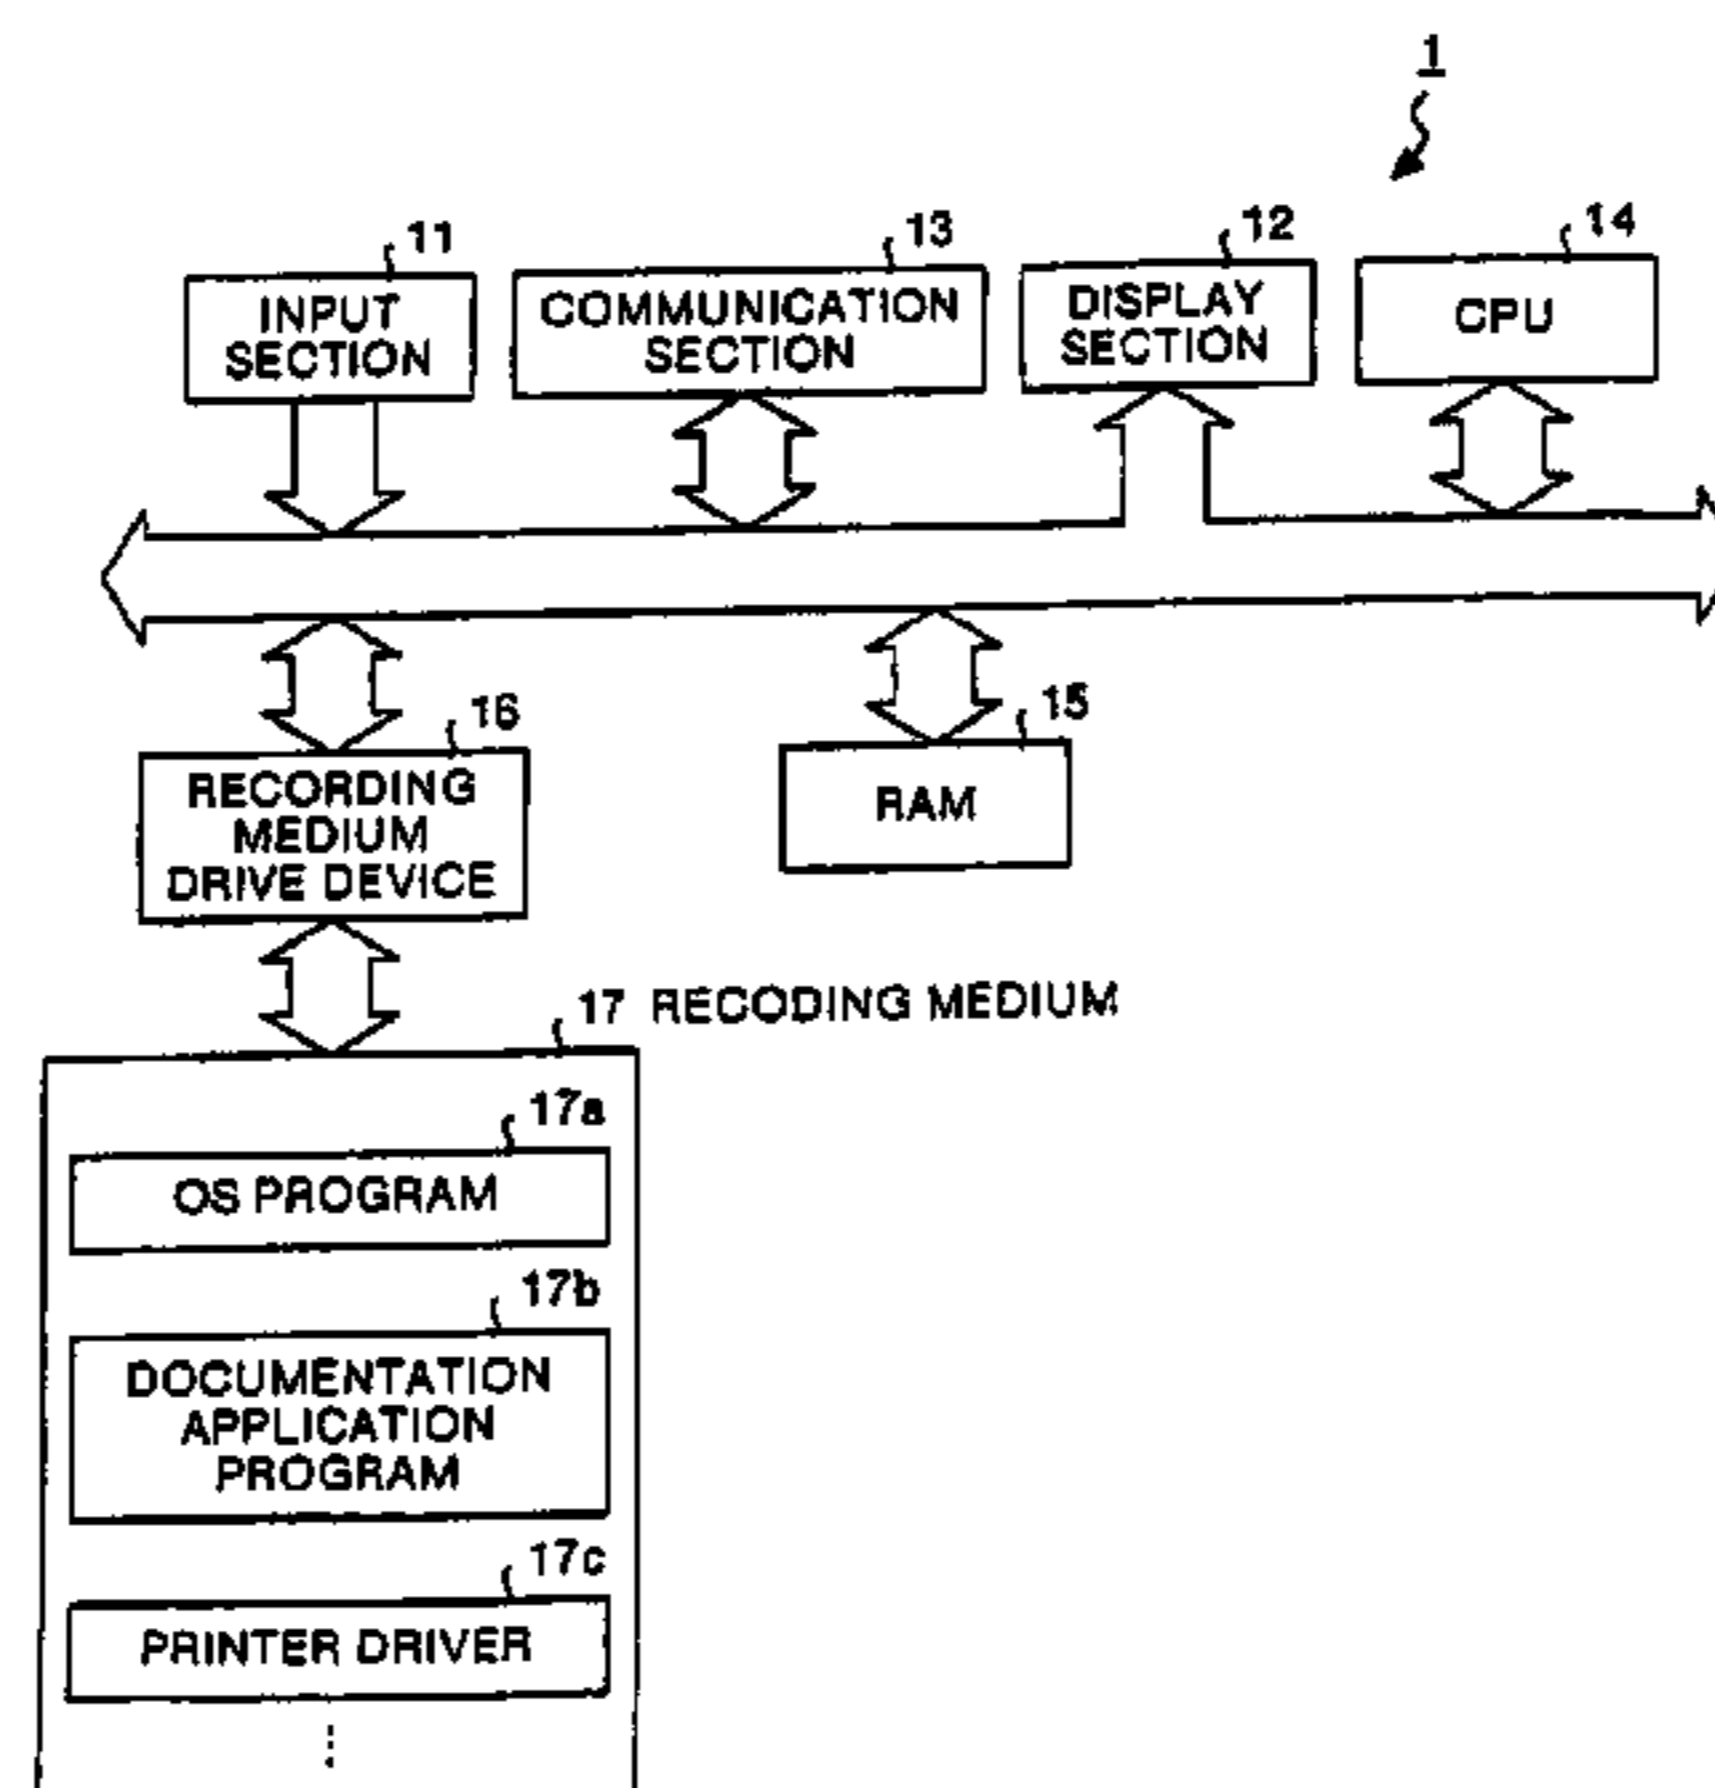 1
11
13
12
14
INPUT
SECTION
COMMUNICATION
SECTION
DISPLAY
SECTION
CPU
16
15
RECORDING
MEDIUM
DRIVE DEVICE
RAM
17 RECODING MEDIUM
17a
OS PROGRAM
17b
DOCUMENTATION
APPLICATION
PROGRAM
17c
PRINTER DRIVER